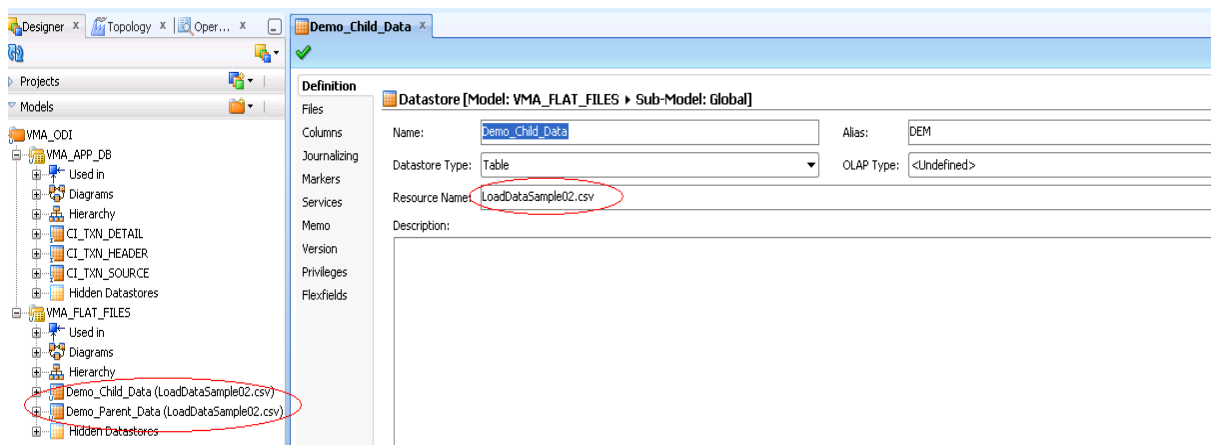 Designer x Topology x Oper... x
Projects
Models
VMA_ODI
VMA_APP_DB
Used in
Diagrams
Hierarchy
CI_TXN_DETAIL
CI_TXN_HEADER
CI_TXN_SOURCE
Hidden Datastores
VMA_FLAT_FILES
Used in
Diagrams
Hierarchy
Demo_Child_Data (LoadDataSample02.csv)
Demo_Parent_Data (LoadDataSample02.csv)
Hidden Datastores
Demo_Child_Data x
Definition
Files
Columns
Journalizing
Markers
Services
Memo
Version
Privileges
Flexfields
Datastore [Model: VMA_FLAT_FILES ▸ Sub-Model: Global]
Name: Demo_Child_Data Alias: DEM
Datastore Type: Table OLAP Type: <Undefined>
Resource Name: LoadDataSample02.csv
Description: